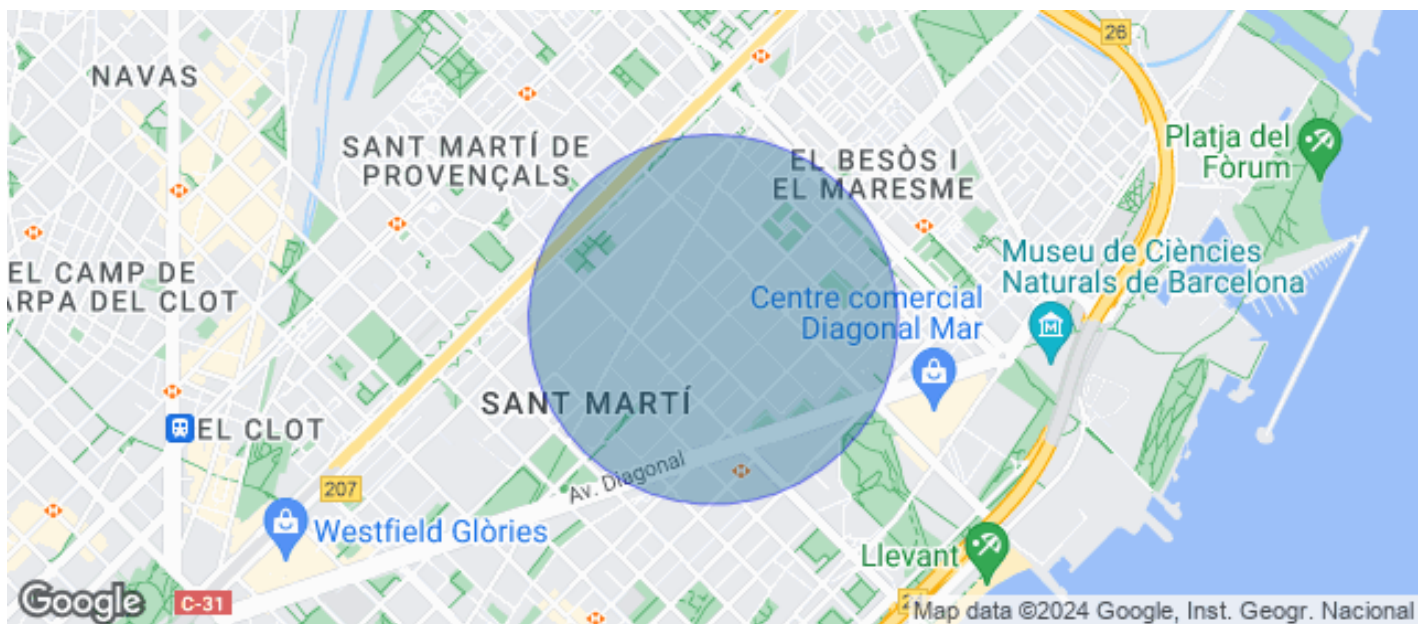 26
NAVAS
Platja del
Fòrum
SANT MARTÍ DE
PROVENÇALS
EL BESÒS I
EL MARESME
Museu de Ciències
Naturals de Barcelona
EL CAMP DE
ARPA DEL CLOT
Centre comercial
Diagonal Mar
SANT MARTÍ
EL CLOT
Av. Diagonal
207
Westfield Glòries
Llevant
Google
C-31
Map data ©2024 Google, Inst. Geogr. Nacional